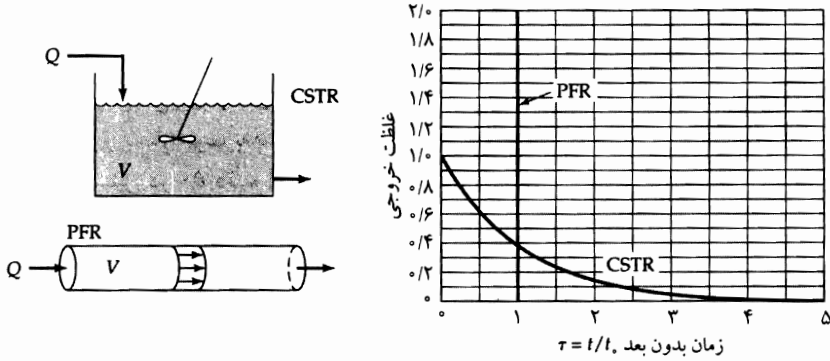 Q
CSTR
V
PFR
Q
V
غلظت خروجی
۲/۰
۱/۸
۱/۶
۱/۴
۱/۲
۱/۰
۰/۸
۰/۶
۰/۴
۰/۲
۰
PFR
CSTR
۰ ۱ ۲ ۳ ۴ ۵
زمان بدون بعد τ = t/t۰